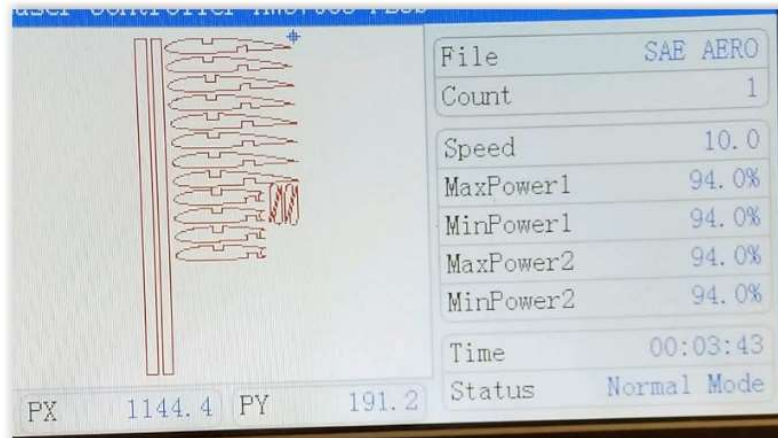 File SAE AERO
Count 1
Speed 10.0
MaxPower1 94.0%
MinPower1 94.0%
MaxPower2 94.0%
MinPower2 94.0%
Time 00:03:43
Status Normal Mode
PX 1144.4 PY 191.2